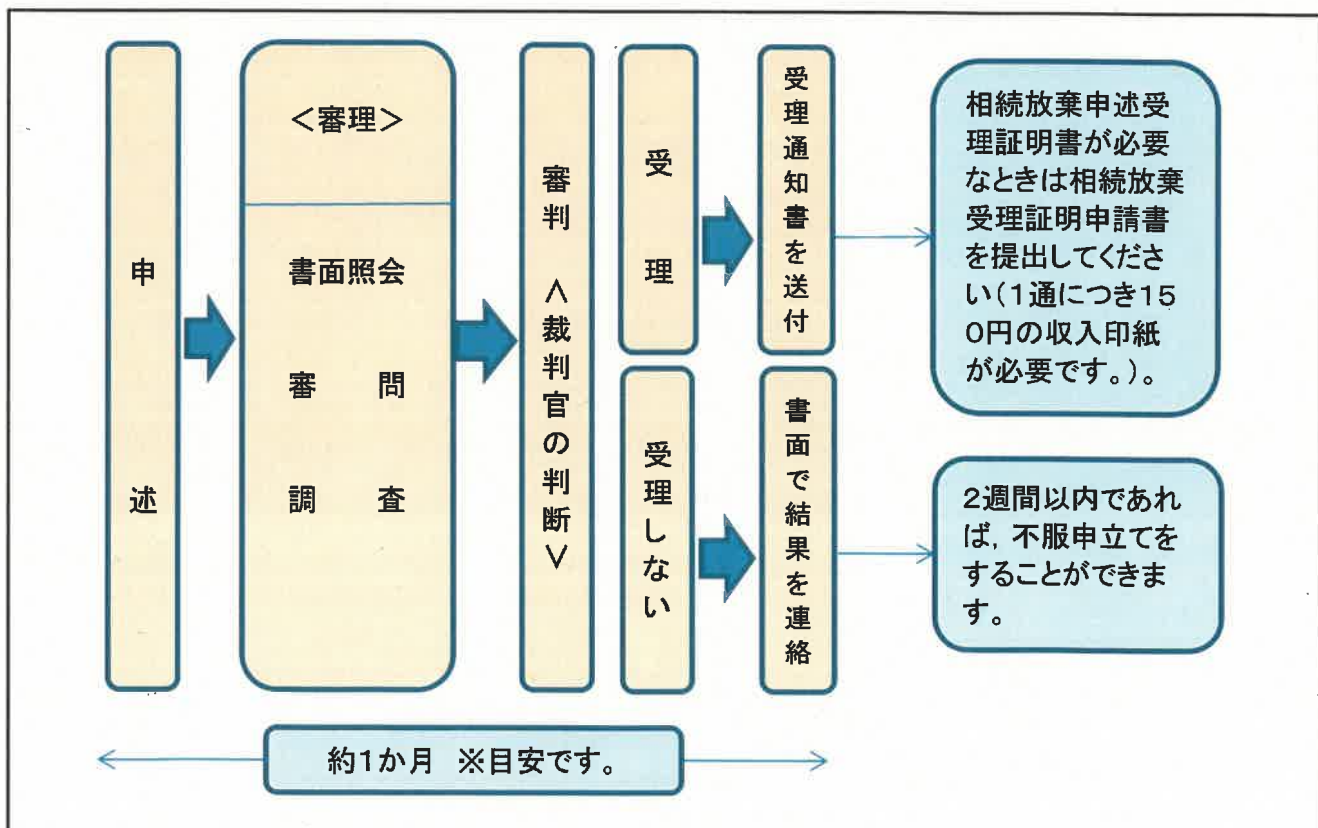 申述
＜審理＞
書面照会
審問
調査
審判　＜裁判官の判断＞
受理
受理通知書を送付
相続放棄申述受
理証明書が必要
なときは相続放棄
受理証明申請書
を提出してくださ
い（１通につき１５
０円の収入印紙
が必要です。）。
受理しない
書面で結果を連絡
２週間以内であれ
ば，不服申立てを
することができま
す。
約１か月　※目安です。